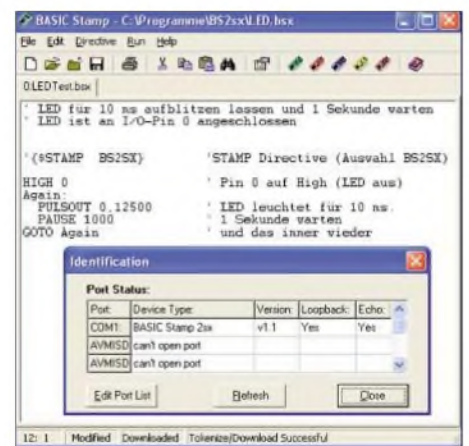 BASIC Stamp - C:\Programme\BS2sx\LED.bsx
File Edit Directive Run Help
0:LEDTest.bsx
' LED für 10 ms aufblitzen lassen und 1 Sekunde warten
' LED ist an I/O-Pin 0 angeschlossen
'{$STAMP BS2SX} 'STAMP Directive (Auswahl BS2SX)
HIGH 0 ' Pin 0 auf High (LED aus)
Again:
PULSOUT 0,12500 ' LED leuchtet für 10 ms.
PAUSE 1000 ' 1 Sekunde warten
GOTO Again ' und das immer wieder
Identification
Port Status:
Port: Device Type: Version: Loopback: Echo:
COM1: BASIC Stamp 2sx v1.1 Yes Yes
AVMISD can't open port
AVMISD can't open port
Edit Port List Refresh Close
12: 1 Modified Downloaded Tokenize/Download Successful